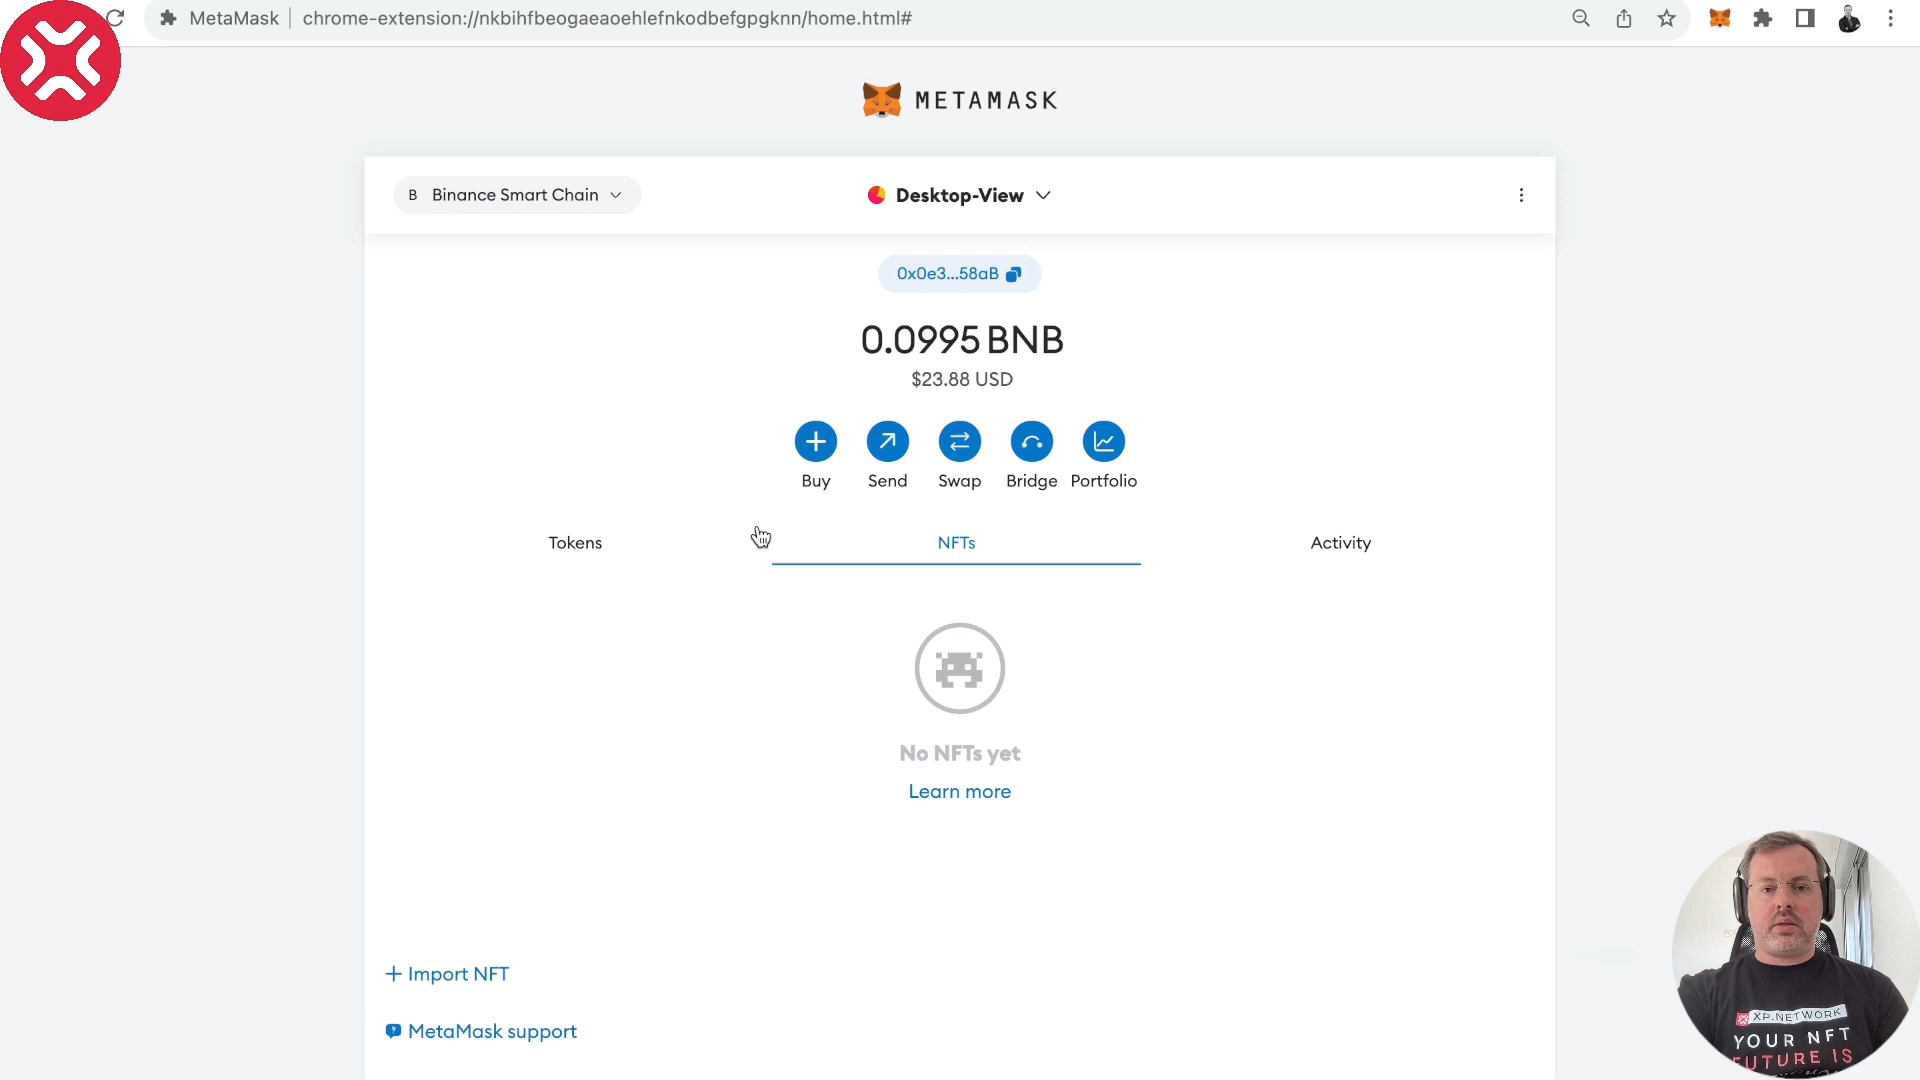 MetaMask chrome-extension://nkbihfbeogaeaoehlefnkodbefgpgknn/home.html#
METAMASK
B Binance Smart Chain
Desktop-View
0x0e3...58aB
0.0995 BNB
$23.88 USD
Buy Send Swap Bridge Portfolio
Tokens NFTs Activity
No NFTs yet
Learn more
+ Import NFT
MetaMask support
XP.NETWORK
YOUR NFT
FUTURE IS